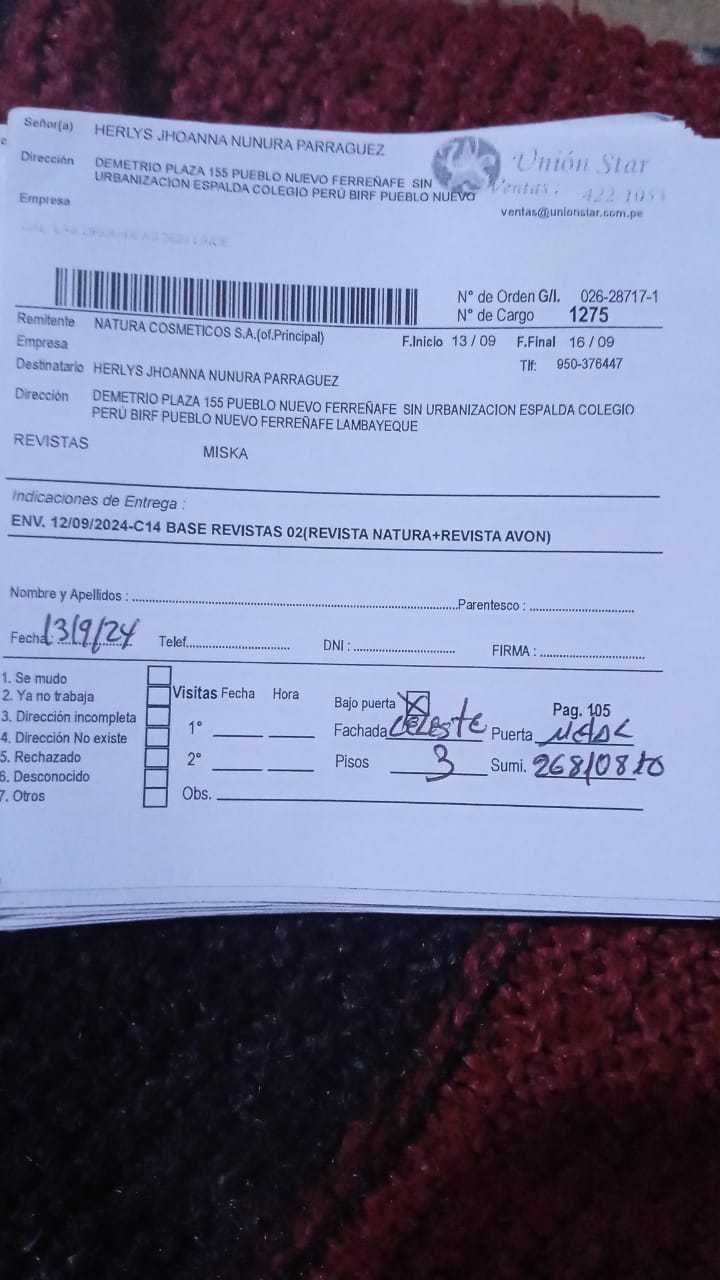 Señor(a) HERLYS JHOANNA NUNURA PARRAGUEZ
Unión Star
Dirección DEMETRIO PLAZA 155 PUEBLO NUEVO FERREÑAFE SIN
URBANIZACION ESPALDA COLEGIO PERÚ BIRF PUEBLO NUEVO
Ventas. 422-1053
Empresa
ventas@unionstar.com.pe
N° de Orden G/I. 026-28717-1
N° de Cargo 1275
Remitente NATURA COSMETICOS S.A,(of.Principal)
Empresa
F.Inicio 13 / 09 F.Final 16 / 09
Destinatario HERLYS JHOANNA NUNURA PARRAGUEZ
Tlf: 950-376447
Dirección DEMETRIO PLAZA 155 PUEBLO NUEVO FERREÑAFE SIN URBANIZACION ESPALDA COLEGIO
PERÚ BIRF PUEBLO NUEVO FERREÑAFE LAMBAYEQUE
REVISTAS MISKA
Indicaciones de Entrega :
ENV. 12/09/2024-C14 BASE REVISTAS 02(REVISTA NATURA+REVISTA AVON)
Nombre y Apellidos : Parentesco :
Fecha: 13/9/24 Telef. DNI : FIRMA :
1. Se mudo
2. Ya no trabaja
3. Dirección incompleta
4. Dirección No existe
5. Rechazado
6. Desconocido
7. Otros
Visitas Fecha Hora
1°
2°
Obs.
Bajo puerta X Pag. 105
Fachada CELESTE Puerta
Pisos 3 Sumi.